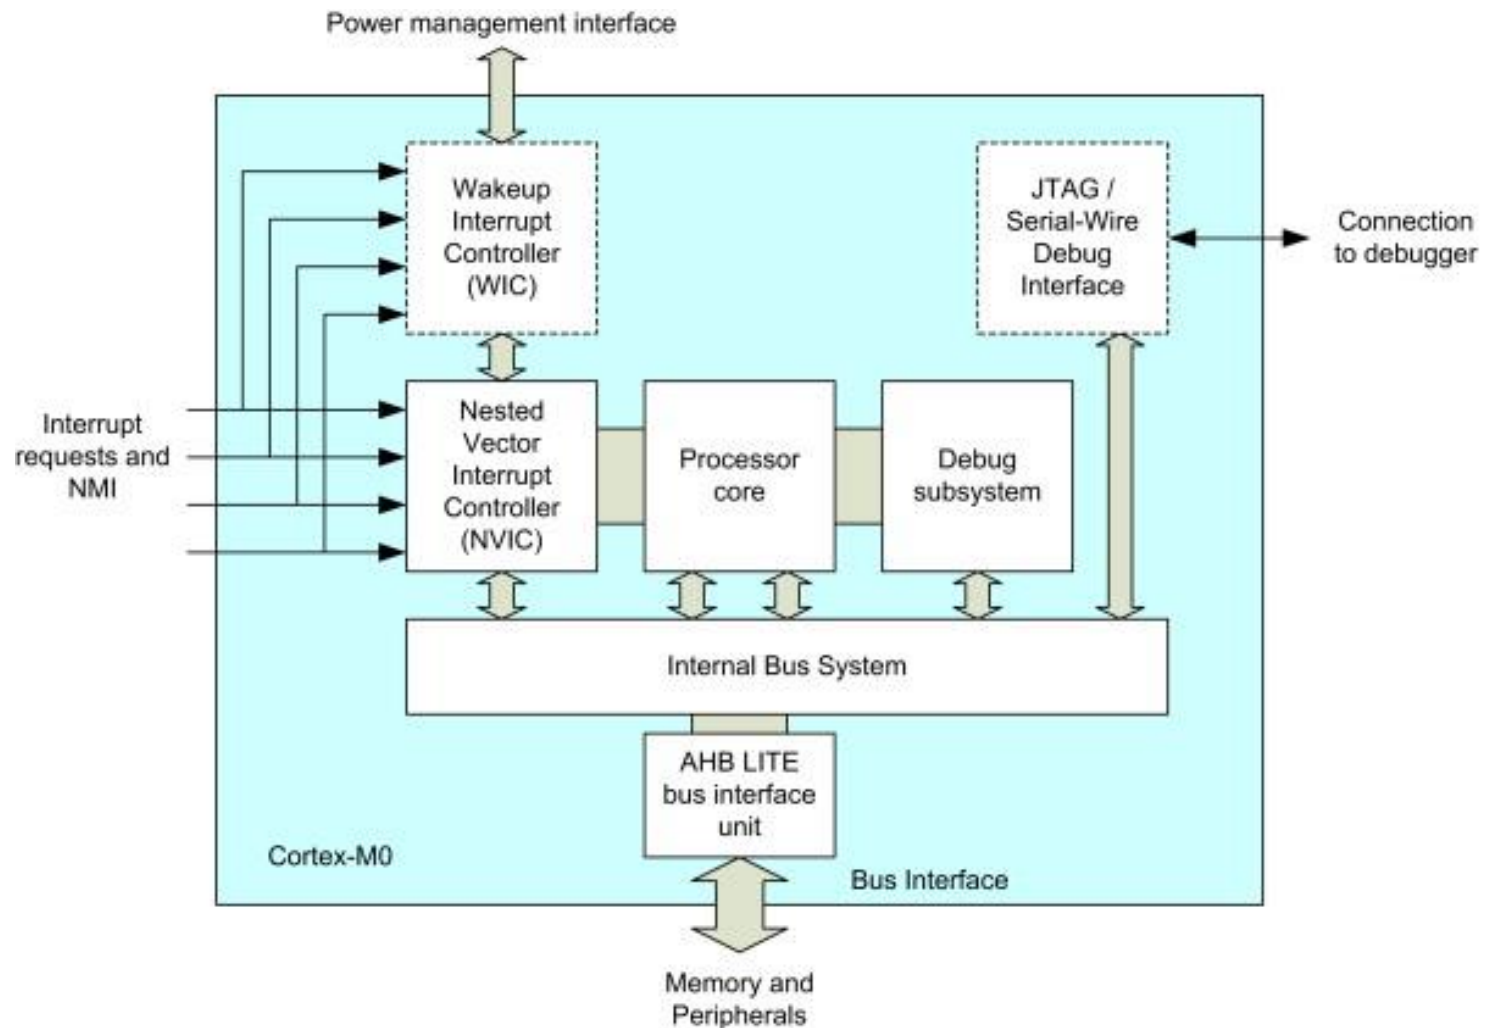 Power management interface
Wakeup
Interrupt
Controller
(WIC)
JTAG /
Serial-Wire
Debug
Interface
Connection
to debugger
Interrupt
requests and
NMI
Nested
Vector
Interrupt
Controller
(NVIC)
Processor
core
Debug
subsystem
Internal Bus System
AHB LITE
bus interface
unit
Cortex-M0
Bus Interface
Memory and
Peripherals